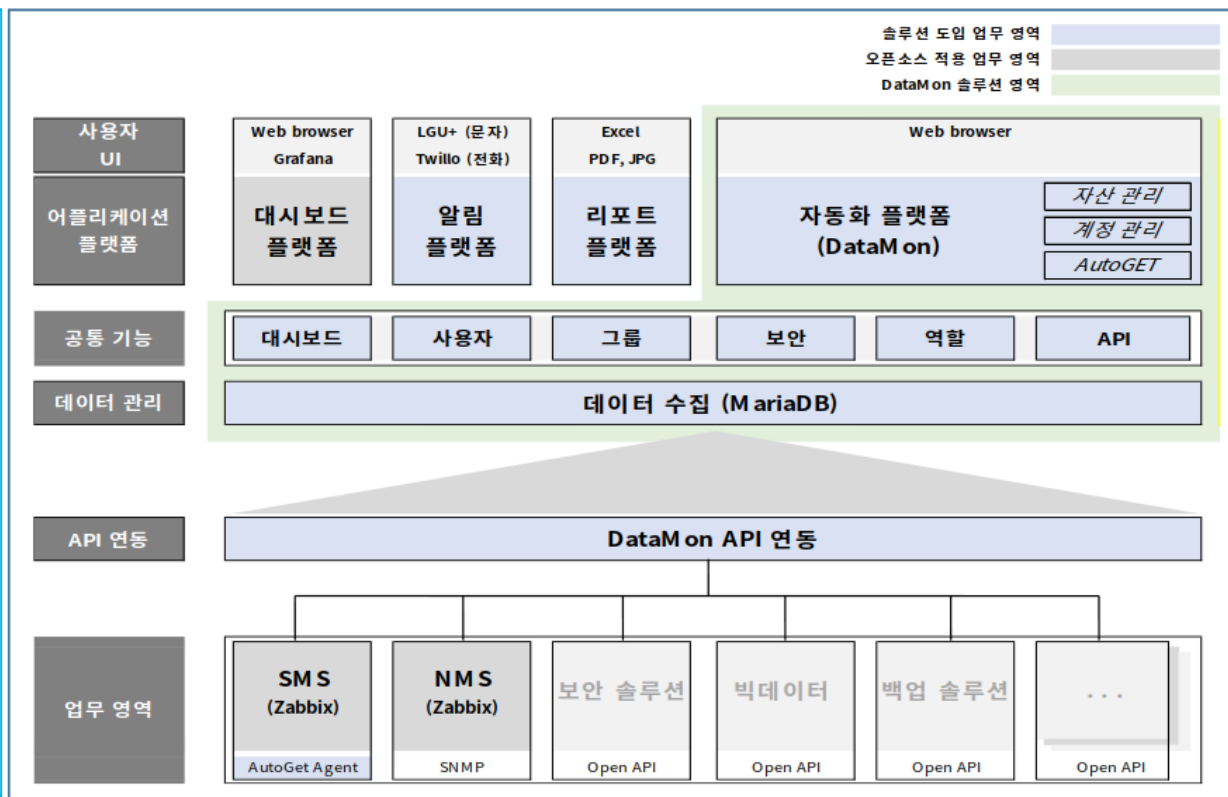 솔루션 도입 업무 영역
오픈소스 적용 업무 영역
DataMon 솔루션 영역
사용자
UI
Web browser
Grafana
LGU+ (문자)
Twillo (전화)
Excel
PDF, JPG
Web browser
어플리케이션
플랫폼
대시보드
플랫폼
알림
플랫폼
리포트
플랫폼
자동화 플랫폼
(DataMon)
자산 관리
계정 관리
AutoGET
공통 기능
대시보드
사용자
그룹
보안
역할
API
데이터 관리
데이터 수집 (MariaDB)
API 연동
DataMon API 연동
업무 영역
SMS
(Zabbix)
AutoGet Agent
NMS
(Zabbix)
SNMP
보안 솔루션
Open API
빅데이터
Open API
백업 솔루션
Open API
...
Open API